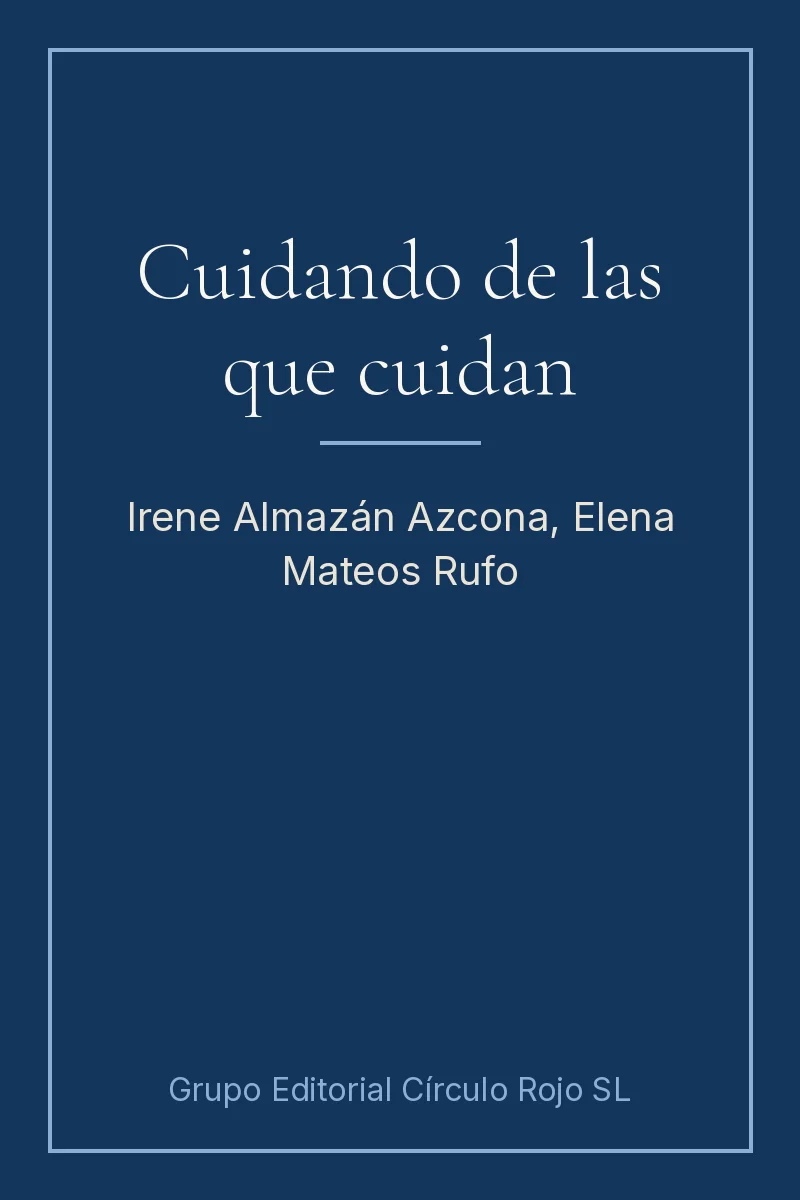 Cuidando de las
que cuidan
Irene Almazán Azcona, Elena
Mateos Rufo
Grupo Editorial Círculo Rojo SL